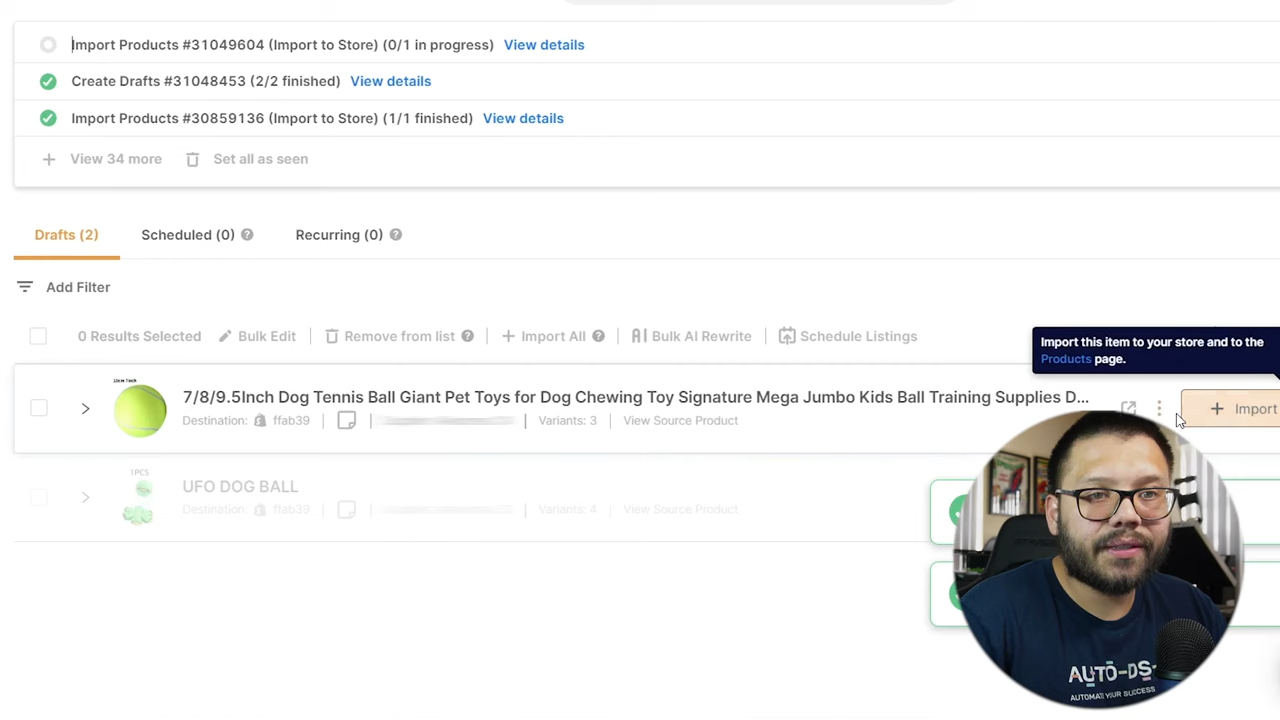 Import Products #31049604 (Import to Store) (0/1 in progress) View details
Create Drafts #31048453 (2/2 finished) View details
Import Products #30859136 (Import to Store) (1/1 finished) View details
+ View 34 more Set all as seen
Drafts (2) Scheduled (0) ? Recurring (0) ?
Add Filter
0 Results Selected Bulk Edit Remove from list ? + Import All ? AI Bulk AI Rewrite Schedule Listings
Import this item to your store and to the
Products page.
7/8/9.5Inch Dog Tennis Ball Giant Pet Toys for Dog Chewing Toy Signature Mega Jumbo Kids Ball Training Supplies D...
Destination: ffab39 | | Variants: 3 | View Source Product
+ Import
1PCS
UFO DOG BALL
Destination: ffab39 | | Variants: 4 | View Source Product
AUTO-DS
AUTOMATE YOUR SUCCESS